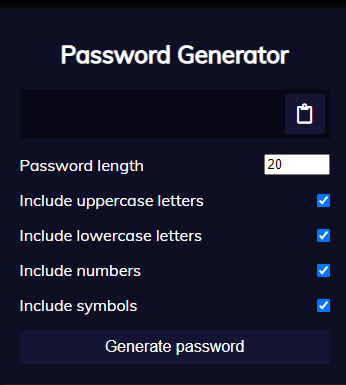 Password Generator
Password length 20
Include uppercase letters
Include lowercase letters
Include numbers
Include symbols
Generate password